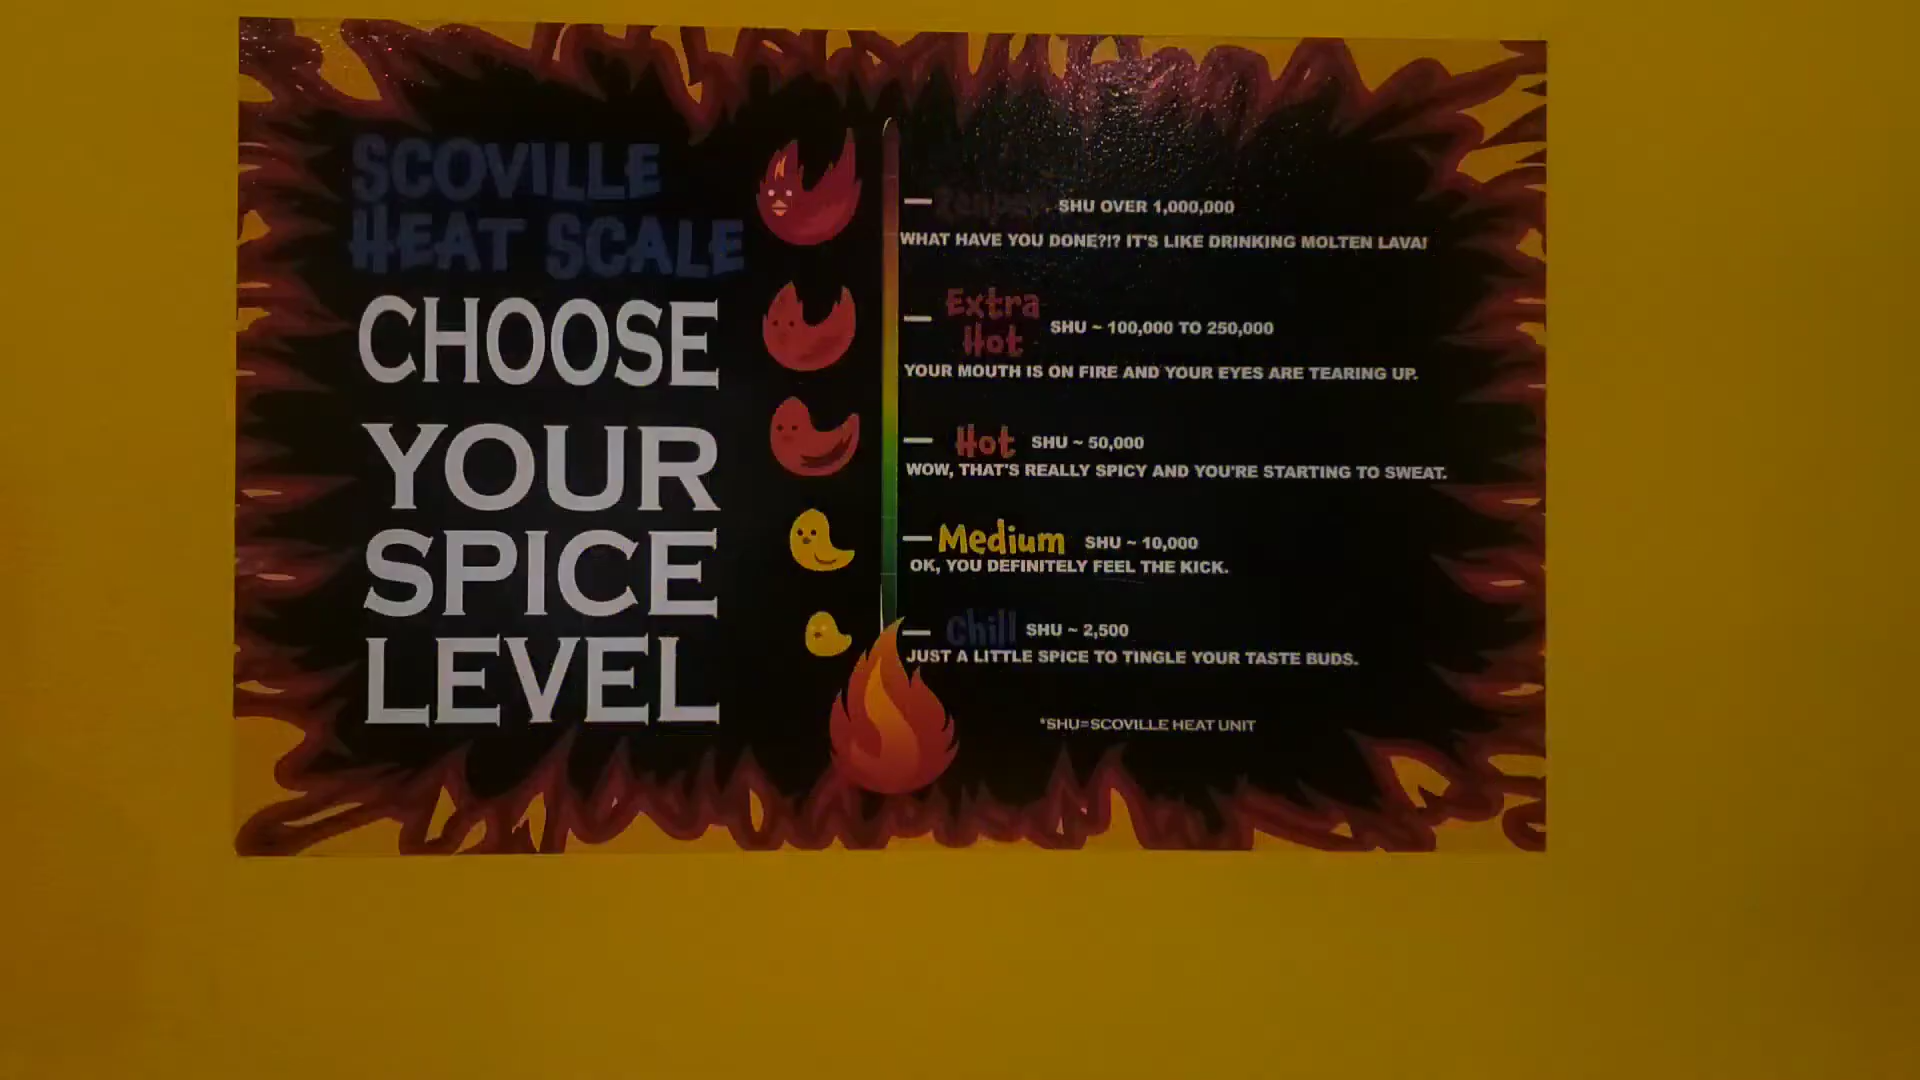 SCOVILLE
HEAT SCALE
CHOOSE
YOUR
SPICE
LEVEL
SHU OVER 1,000,000
WHAT HAVE YOU DONE?!? IT'S LIKE DRINKING MOLTEN LAVA!
Extra
Hot
SHU ~ 100,000 TO 250,000
YOUR MOUTH IS ON FIRE AND YOUR EYES ARE TEARING UP.
Hot SHU ~ 50,000
WOW, THAT'S REALLY SPICY AND YOU'RE STARTING TO SWEAT.
Medium SHU ~ 10,000
OK, YOU DEFINITELY FEEL THE KICK.
Chill SHU ~ 2,500
JUST A LITTLE SPICE TO TINGLE YOUR TASTE BUDS.
*SHU=SCOVILLE HEAT UNIT